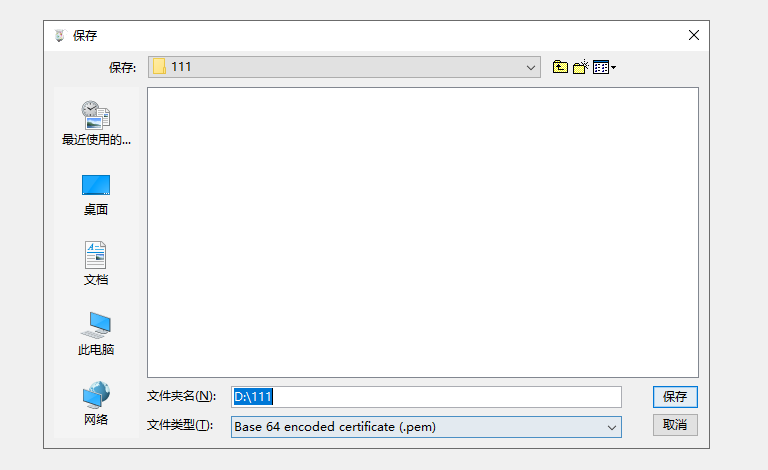 保存
保存:
111
最近使用的...
桌面
文档
此电脑
网络
文件夹名(N):
D:\111
保存
文件类型(T):
Base 64 encoded certificate (.pem)
取消